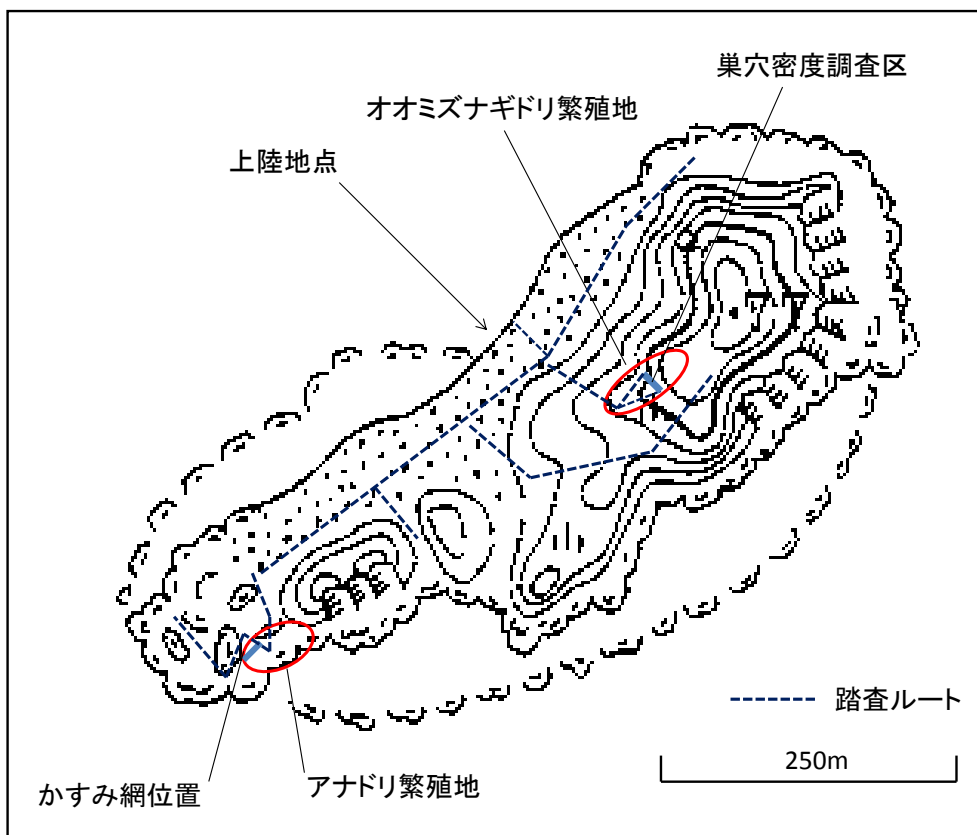 巣穴密度調査区
オオミズナギドリ繁殖地
上陸地点
踏査ルート
250m
かすみ網位置
アナドリ繁殖地